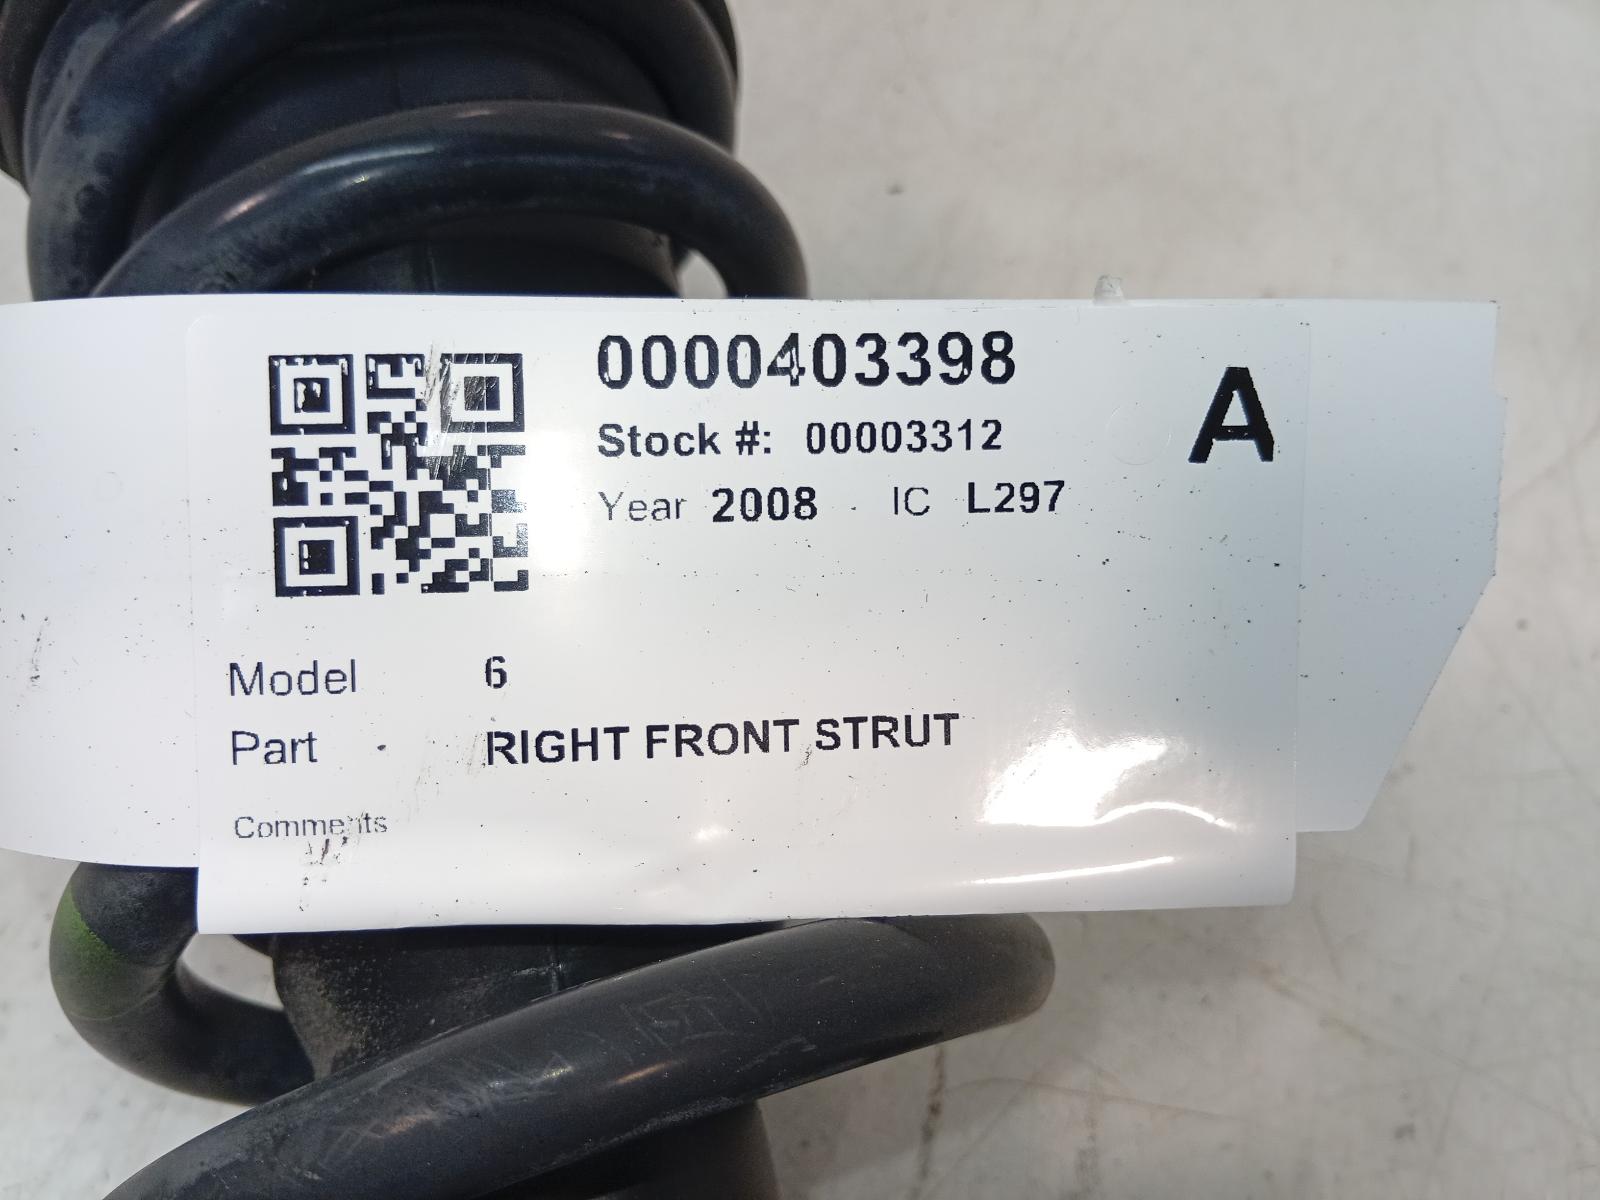 0000403398
Stock #: 00003312
A
Year 2008 IC L297
Model 6
Part RIGHT FRONT STRUT
Comments